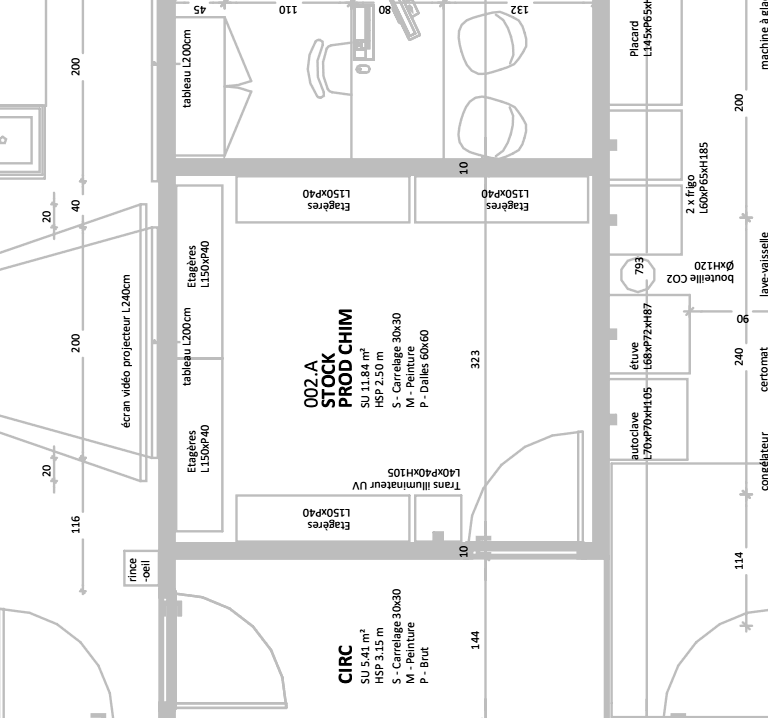 45
110
80
132
200
tableau L200cm
Placard
L145xP65xH
machine à gla
200
10
2 x frigo
L60xP65xH185
20
40
Etagères
L150xP40
Etagères
L150xP40
Etagères
L150xP40
793
bouteille CO2
ØxH120
lave-vaisselle
90
écran vidéo projecteur L240cm
200
tableau L200cm
002.A
STOCK
PROD CHIM
SU 11.84 m²
HSP 2.50 m
S - Carrelage 30x30
M - Peinture
P - Dalles 60x60
323
étuve
L68xP72xH87
240
certomat
20
Etagères
L150xP40
Trans illuminateur UV
L40xP40xH105
autoclave
L70xP70xH105
congélateur
116
Etagères
L150xP40
10
rince
-oeil
114
CIRC
SU 5.41 m²
HSP 3.15 m
S - Carrelage 30x30
M - Peinture
P - Brut
144